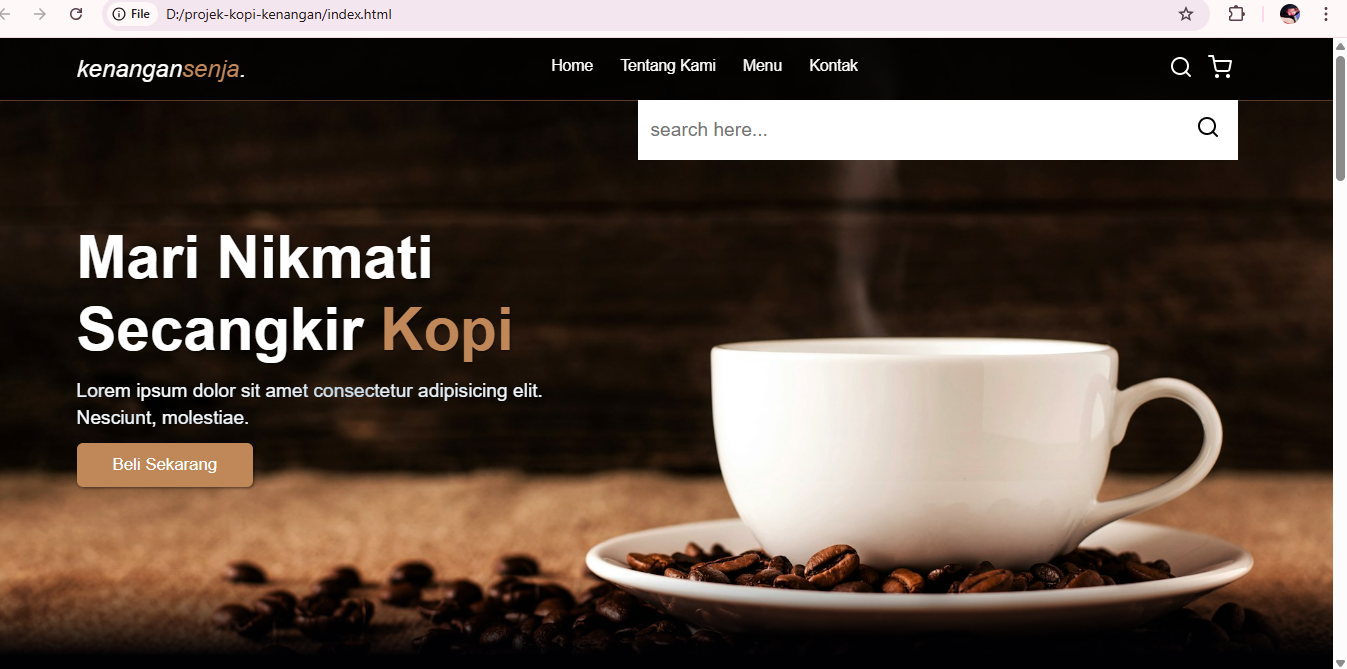 File D:/projek-kopi-kenangan/index.html
kenangansenja. Home Tentang Kami Menu Kontak
search here...
Mari Nikmati
Secangkir Kopi
Lorem ipsum dolor sit amet consectetur adipisicing elit.
Nesciunt, molestiae.
Beli Sekarang